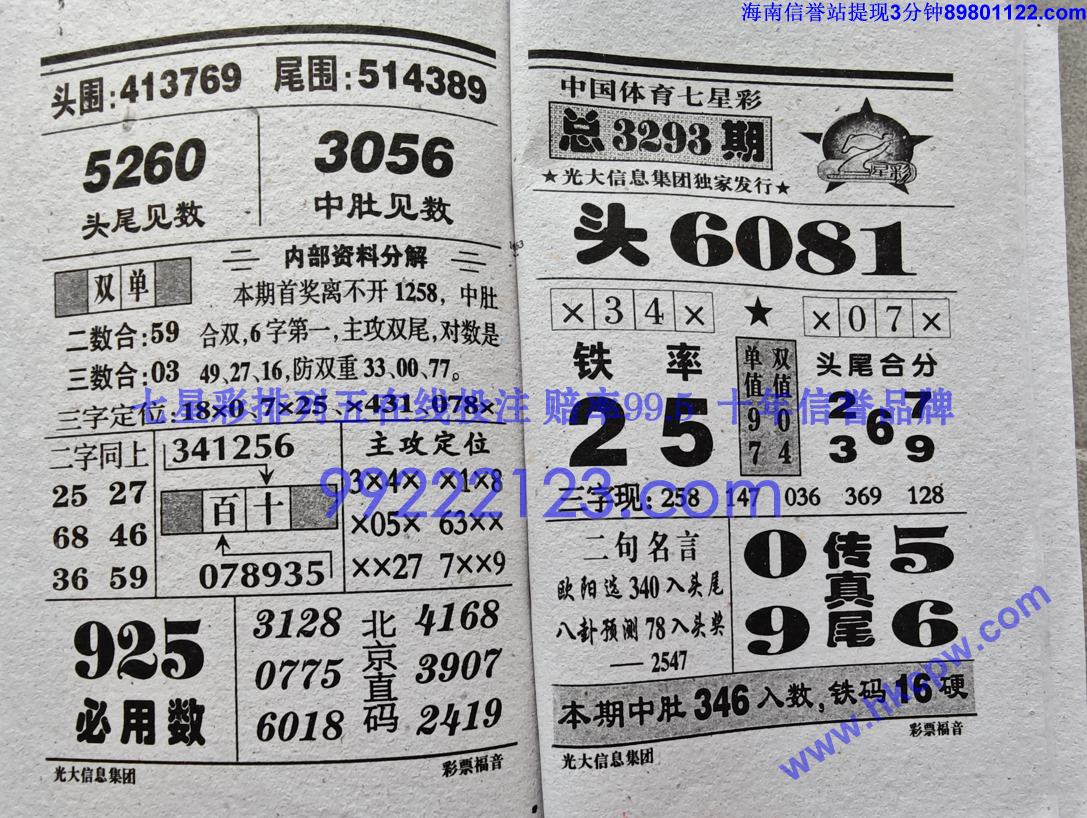 海南信誉站提现3分钟89801122.com
头围:413769 尾围:514389
5260
头尾见数
3056
中肚见数
双单
内部资料分解
本期首奖离不开1258，中肚
二数合:59 合双,6字第一,主攻双尾,对数是
三数合:03 49、27、16,防双重33、00、77。
三字定位:18×0 7×25、×431、078×
七星彩排列五在线投注 赔率99.5 十年信誉品牌
二字同上
25 27
68 46
36 59
341256
百十
078935
主攻定位
3×4× ×1×8
×05× 63××
××27 7××9
99222123.com
925
必用数
3128
0775
6018
北京直码
4168
3907
2419
光大信息集团
彩票福音
中国体育七星彩
总3293期
★光大信息集团独家发行★
7星彩
头6081
×34× ★ ×07×
铁率
25
单值97
双值04
头尾合分
2 7
6
3 9
三字现:258 147 036 369 128
二句名言
欧阳选340入头尾
八卦预测78入头奖
——2547
0 5
传真尾
9 6
本期中肚346入数,铁码16硬
光大信息集团
彩票福音